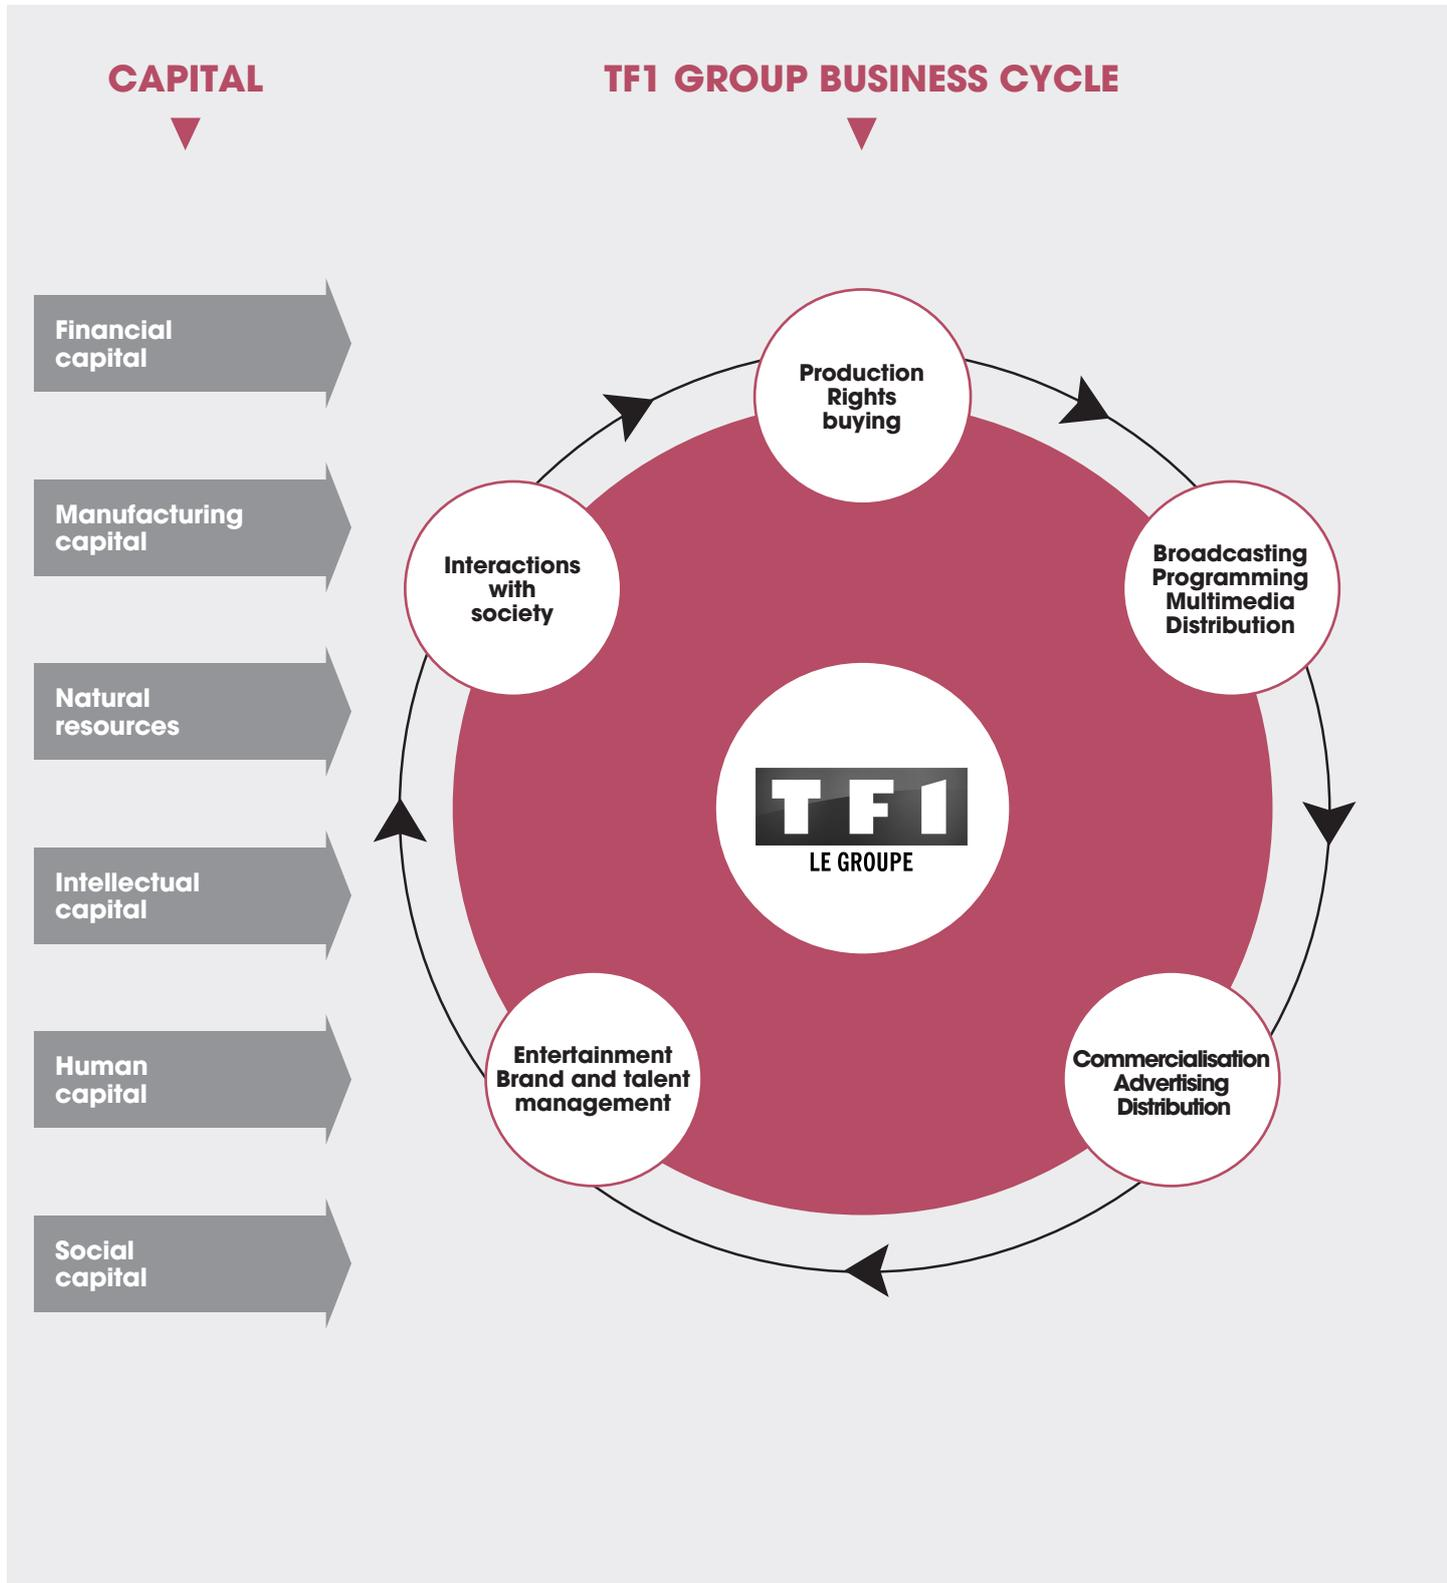 CAPITAL
TF1 GROUP BUSINESS CYCLE
Financial
capital
Manufacturing
capital
Natural
resources
Intellectual
capital
Human
capital
Social
capital
Production
Rights
buying
Broadcasting
Programming
Multimedia
Distribution
Commercialisation
Advertising
Distribution
Entertainment
Brand and talent
management
Interactions
with
society
TF1
LE GROUPE